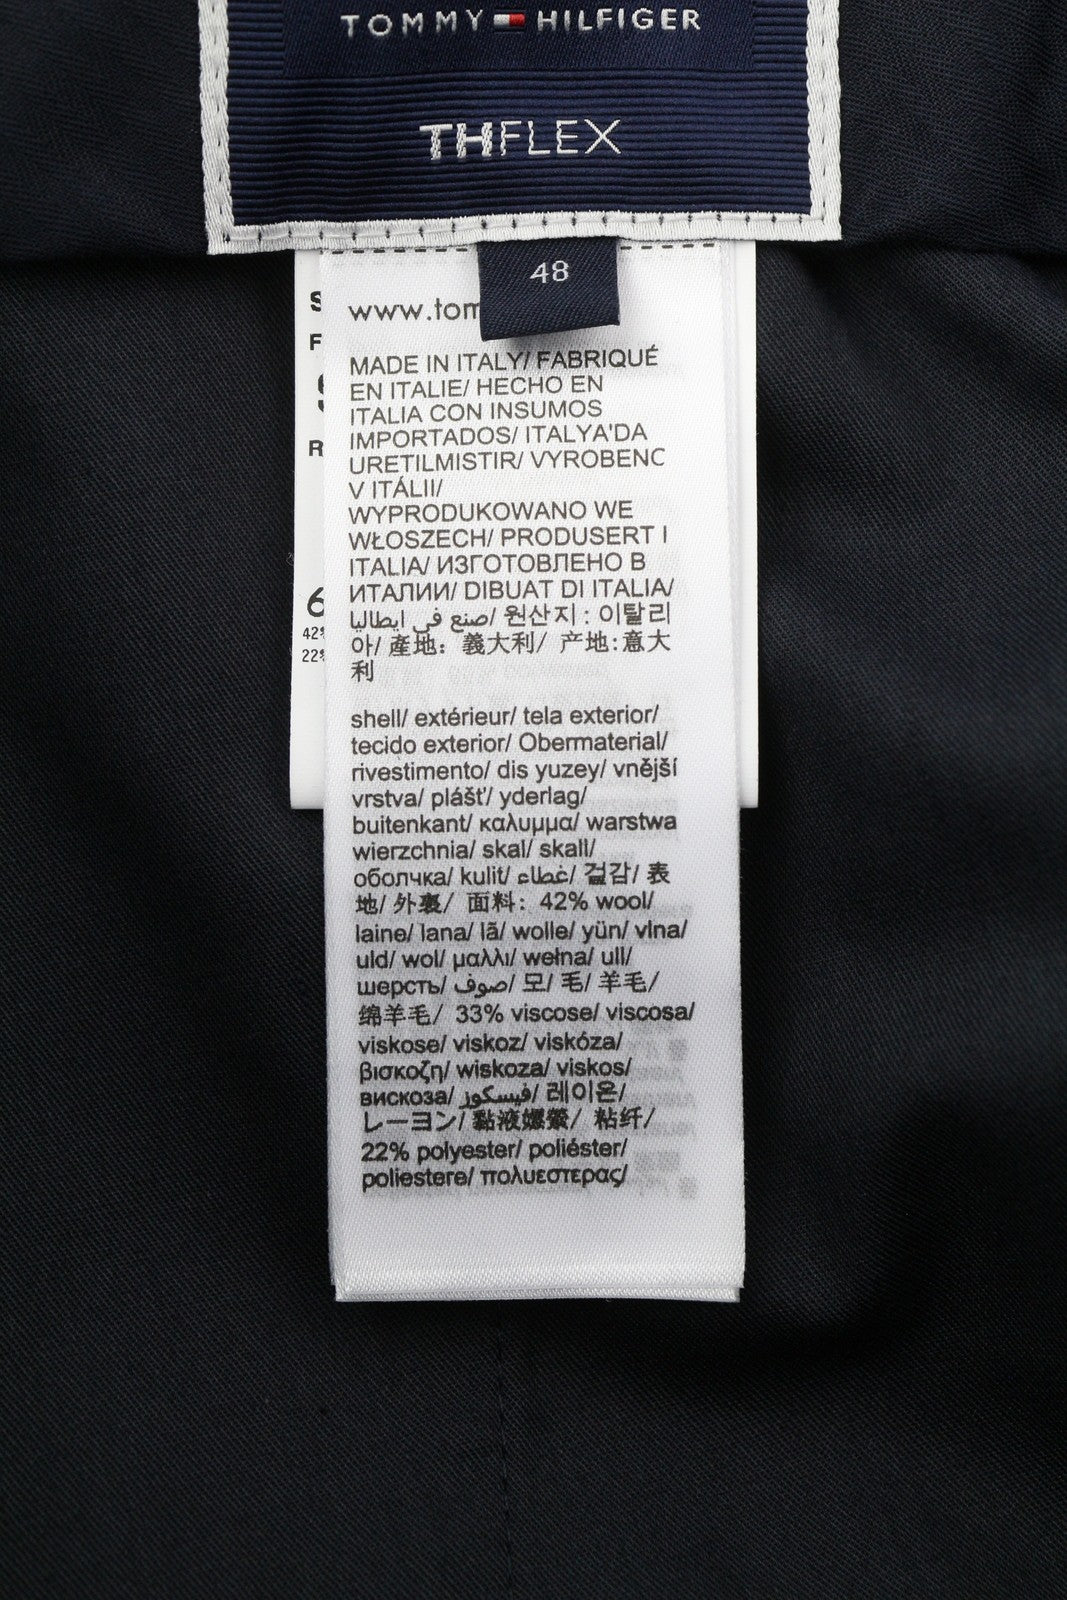 TOMMY HILFIGER
THFLEX
48
www.tom
MADE IN ITALY/ FABRIQUÉ
EN ITALIE/ HECHO EN
ITALIA CON INSUMOS
IMPORTADOS/ ITALYA'DA
URETILMISTIR/ VYROBENO
V ITÁLII/
WYPRODUKOWANO WE
WŁOSZECH/ PRODUSERT I
ITALIA/ ИЗГОТОВЛЕНО В
ИТАЛИИ/ DIBUAT DI ITALIA/
صنع في ايطاليا/ 원산지: 이탈리
아/ 產地: 義大利/ 产地:意大
利
shell/ extérieur/ tela exterior/
tecido exterior/ Obermaterial/
rivestimento/ dis yuzey/ vnější
vrstva/ plášť/ yderlag/
buitenkant/ καλυμμα/ warstwa
wierzchnia/ skal/ skall/
оболчка/ kulit/ غطاء/ 겉감/ 表
地/ 外裏/ 面料: 42% wool/
laine/ lana/ lã/ wolle/ yün/ vlna/
uld/ wol/ μαλλι/ wełna/ ull/
шерсть/ صوف/ 모/ 毛/ 羊毛/
绵羊毛/ 33% viscose/ viscosa/
viskose/ viskoz/ viskóza/
βισκοζη/ wiskoza/ viskos/
вискоза/ فيسكوز/ 레이온/
レーヨン/ 黏液嫘縈/ 粘纤/
22% polyester/ poliéster/
poliestere/ πολυεστερας/
S
F
R
6
42%
22%